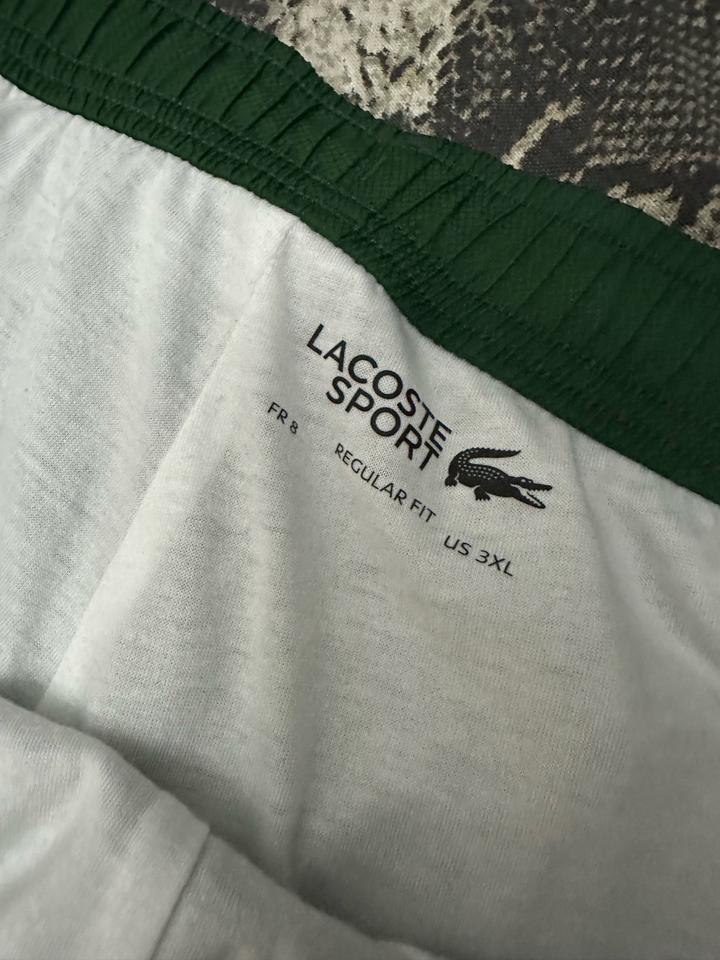 LACOSTE
SPORT
FR 8
REGULAR FIT
US 3XL